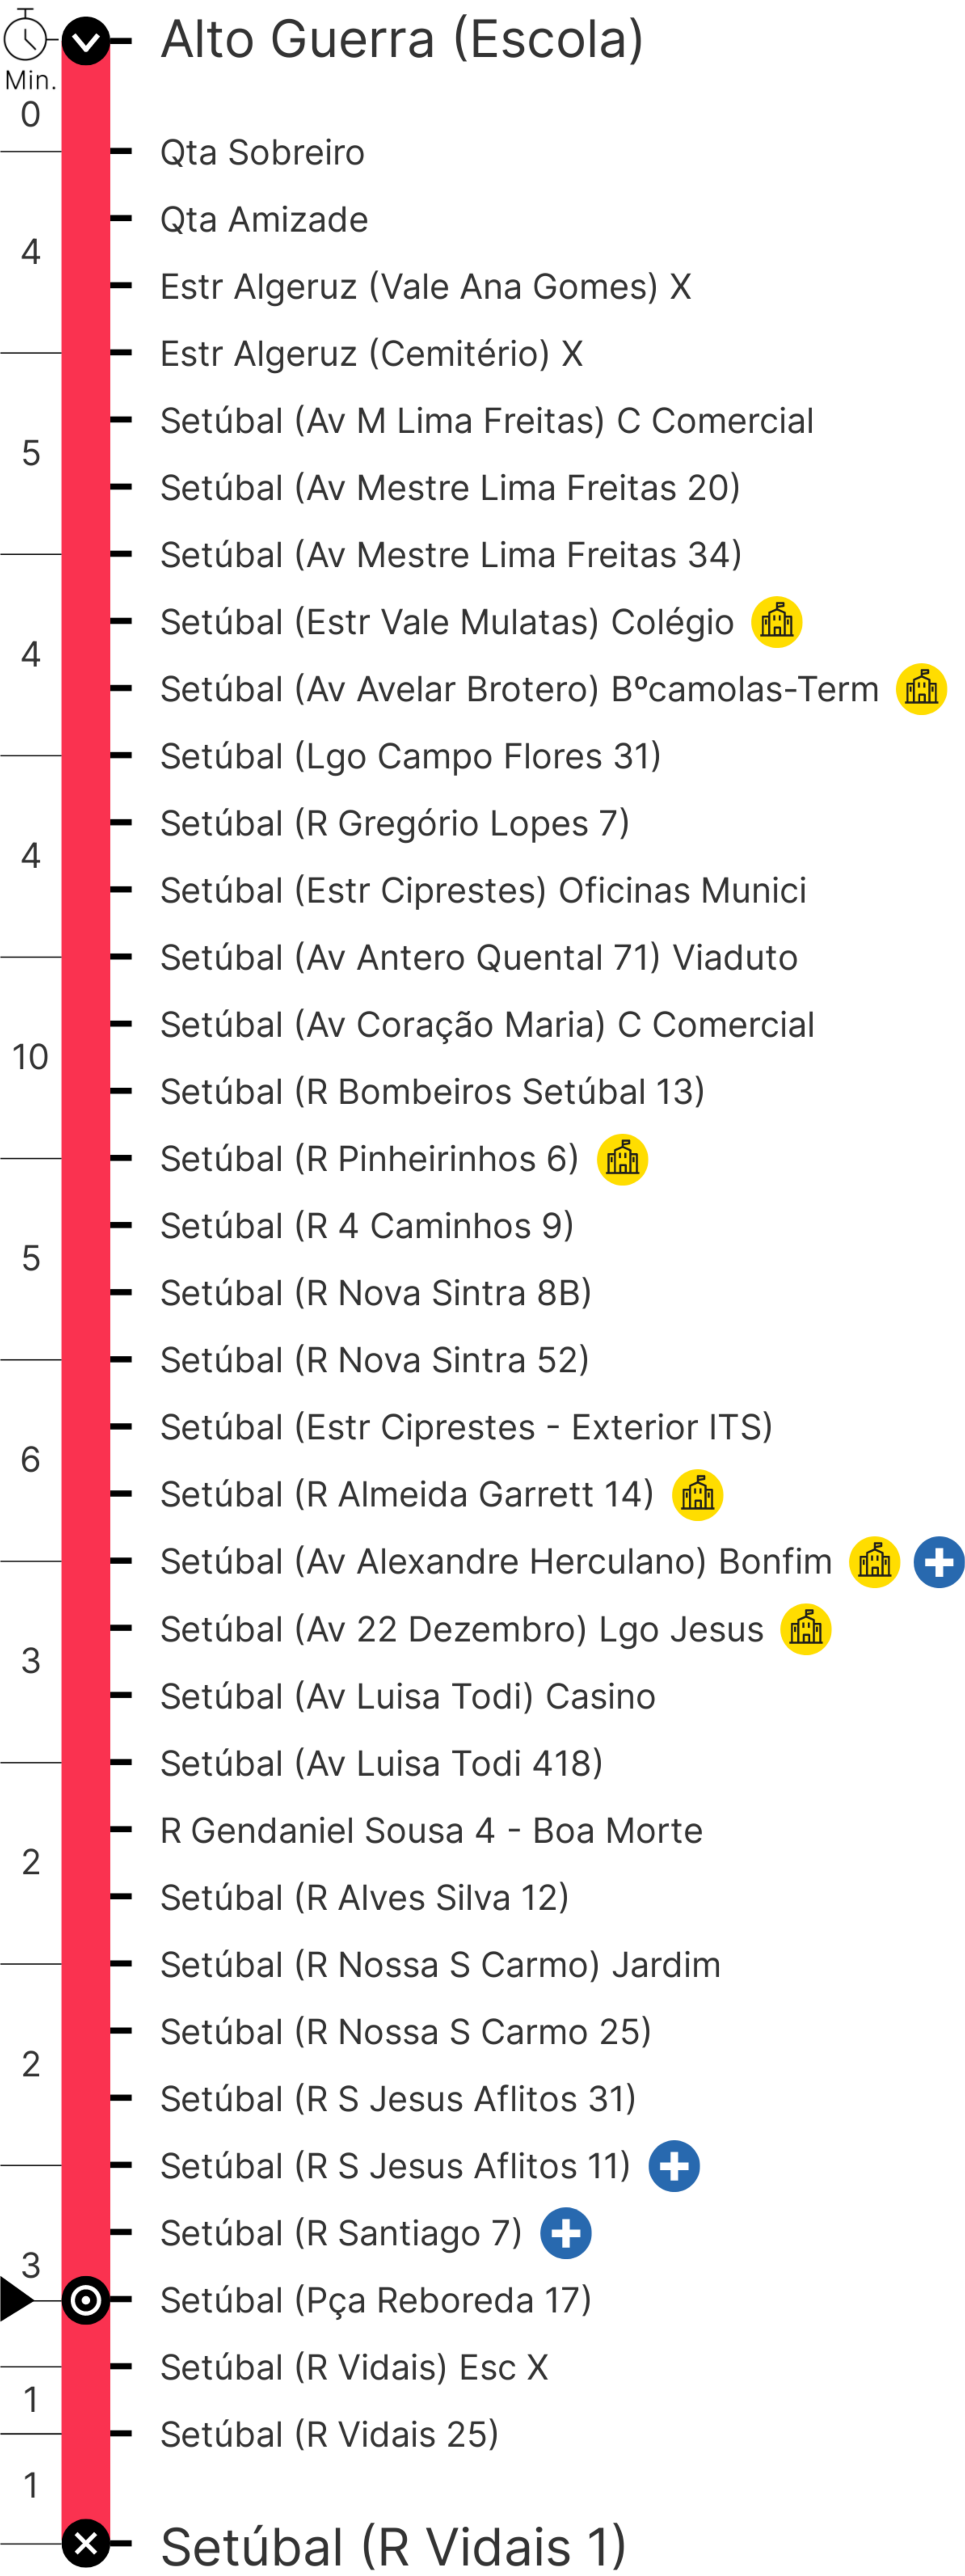 Alto Guerra (Escola)
Min.
0
Qta Sobreiro
Qta Amizade
4
Estr Algeruz (Vale Ana Gomes) X
Estr Algeruz (Cemitério) X
Setúbal (Av M Lima Freitas) C Comercial
5
Setúbal (Av Mestre Lima Freitas 20)
Setúbal (Av Mestre Lima Freitas 34)
Setúbal (Estr Vale Mulatas) Colégio
4
Setúbal (Av Avelar Brotero) Bºcamolas-Term
Setúbal (Lgo Campo Flores 31)
Setúbal (R Gregório Lopes 7)
4
Setúbal (Estr Ciprestes) Oficinas Munici
Setúbal (Av Antero Quental 71) Viaduto
Setúbal (Av Coração Maria) C Comercial
10
Setúbal (R Bombeiros Setúbal 13)
Setúbal (R Pinheirinhos 6)
Setúbal (R 4 Caminhos 9)
5
Setúbal (R Nova Sintra 8B)
Setúbal (R Nova Sintra 52)
Setúbal (Estr Ciprestes - Exterior ITS)
6
Setúbal (R Almeida Garrett 14)
Setúbal (Av Alexandre Herculano) Bonfim
Setúbal (Av 22 Dezembro) Lgo Jesus
3
Setúbal (Av Luisa Todi) Casino
Setúbal (Av Luisa Todi 418)
R Gendaniel Sousa 4 - Boa Morte
2
Setúbal (R Alves Silva 12)
Setúbal (R Nossa S Carmo) Jardim
Setúbal (R Nossa S Carmo 25)
2
Setúbal (R S Jesus Aflitos 31)
Setúbal (R S Jesus Aflitos 11)
Setúbal (R Santiago 7)
3
Setúbal (Pça Reboreda 17)
Setúbal (R Vidais) Esc X
1
Setúbal (R Vidais 25)
1
Setúbal (R Vidais 1)